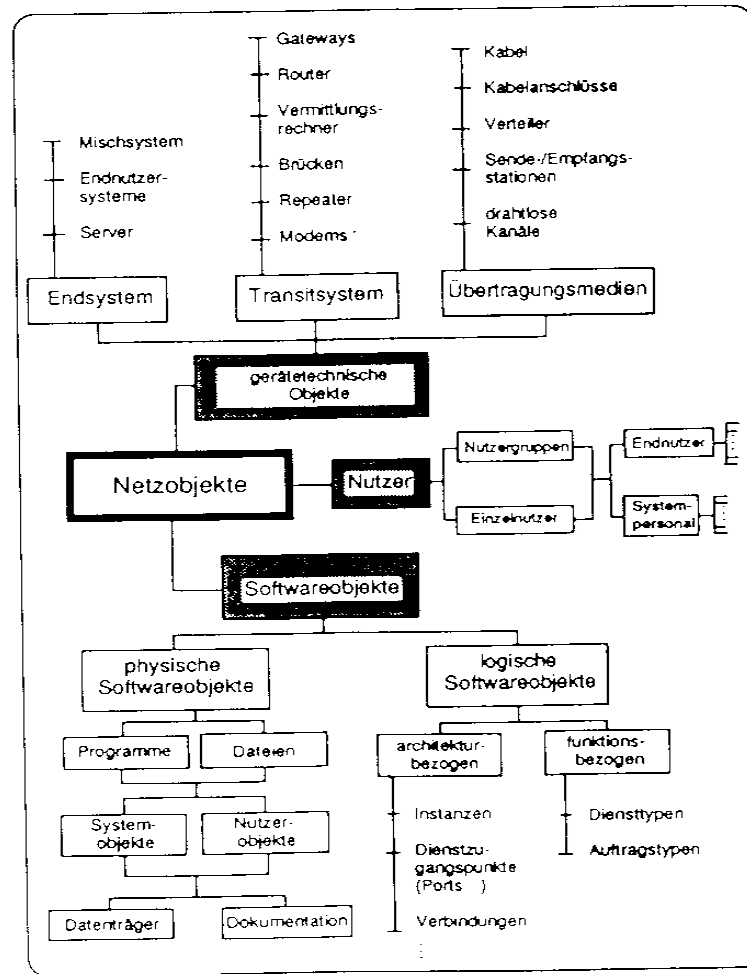 Gateways
Router
Vermittlungs-
rechner
Brücken
Repeater
Modems
Kabel
Kabelanschlüsse
Verteiler
Sende-/Empfangs-
stationen
drahtlose
Kanäle
Mischsystem
Endnutzer-
systeme
Server
Endsystem
Transitsystem
Übertragungsmedien
gerätetechnische
Objekte
Netzobjekte
Nutzer
Nutzergruppen
Einzelnutzer
Endnutzer
System-
personal
Softwareobjekte
physische
Softwareobjekte
logische
Softwareobjekte
Programme
Dateien
System-
objekte
Nutzer-
objekte
Datenträger
Dokumentation
architektur-
bezogen
funktions-
bezogen
Instanzen
Dienstzu-
gangspunkte
(Ports )
Verbindungen
Diensttypen
Auftragstypen